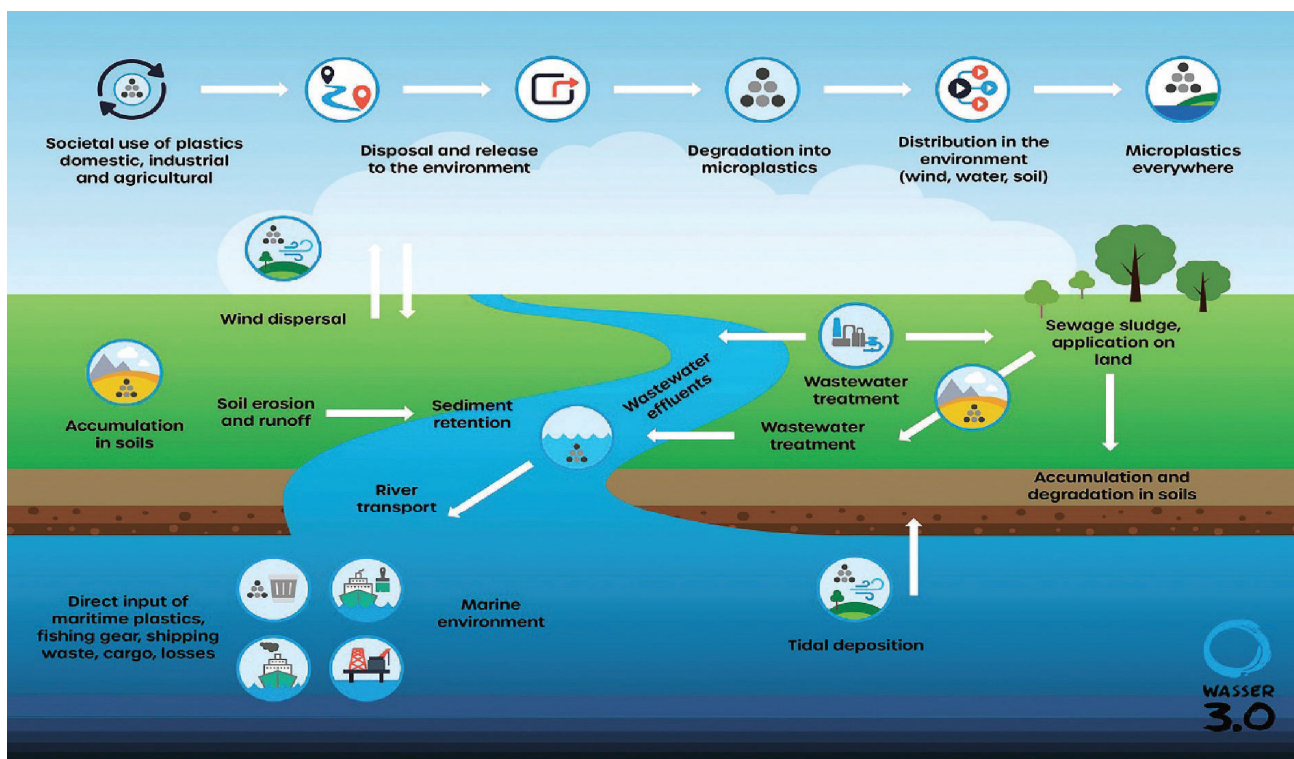 Societal use of plastics
domestic, industrial
and agricultural
Disposal and release
to the environment
Degradation into
microplastics
Distribution in the
environment
(wind, water, soil)
Microplastics
everywhere
Wind dispersal
Sewage sludge,
application on
land
Wastewater
effluents
Wastewater
treatment
Accumulation
in soils
Soil erosion
and runoff
Sediment
retention
Wastewater
treatment
River
transport
Accumulation and
degradation in soils
Direct input of
maritime plastics,
fishing gear, shipping
waste, cargo, losses
Marine
environment
Tidal deposition
WASSER
3.0